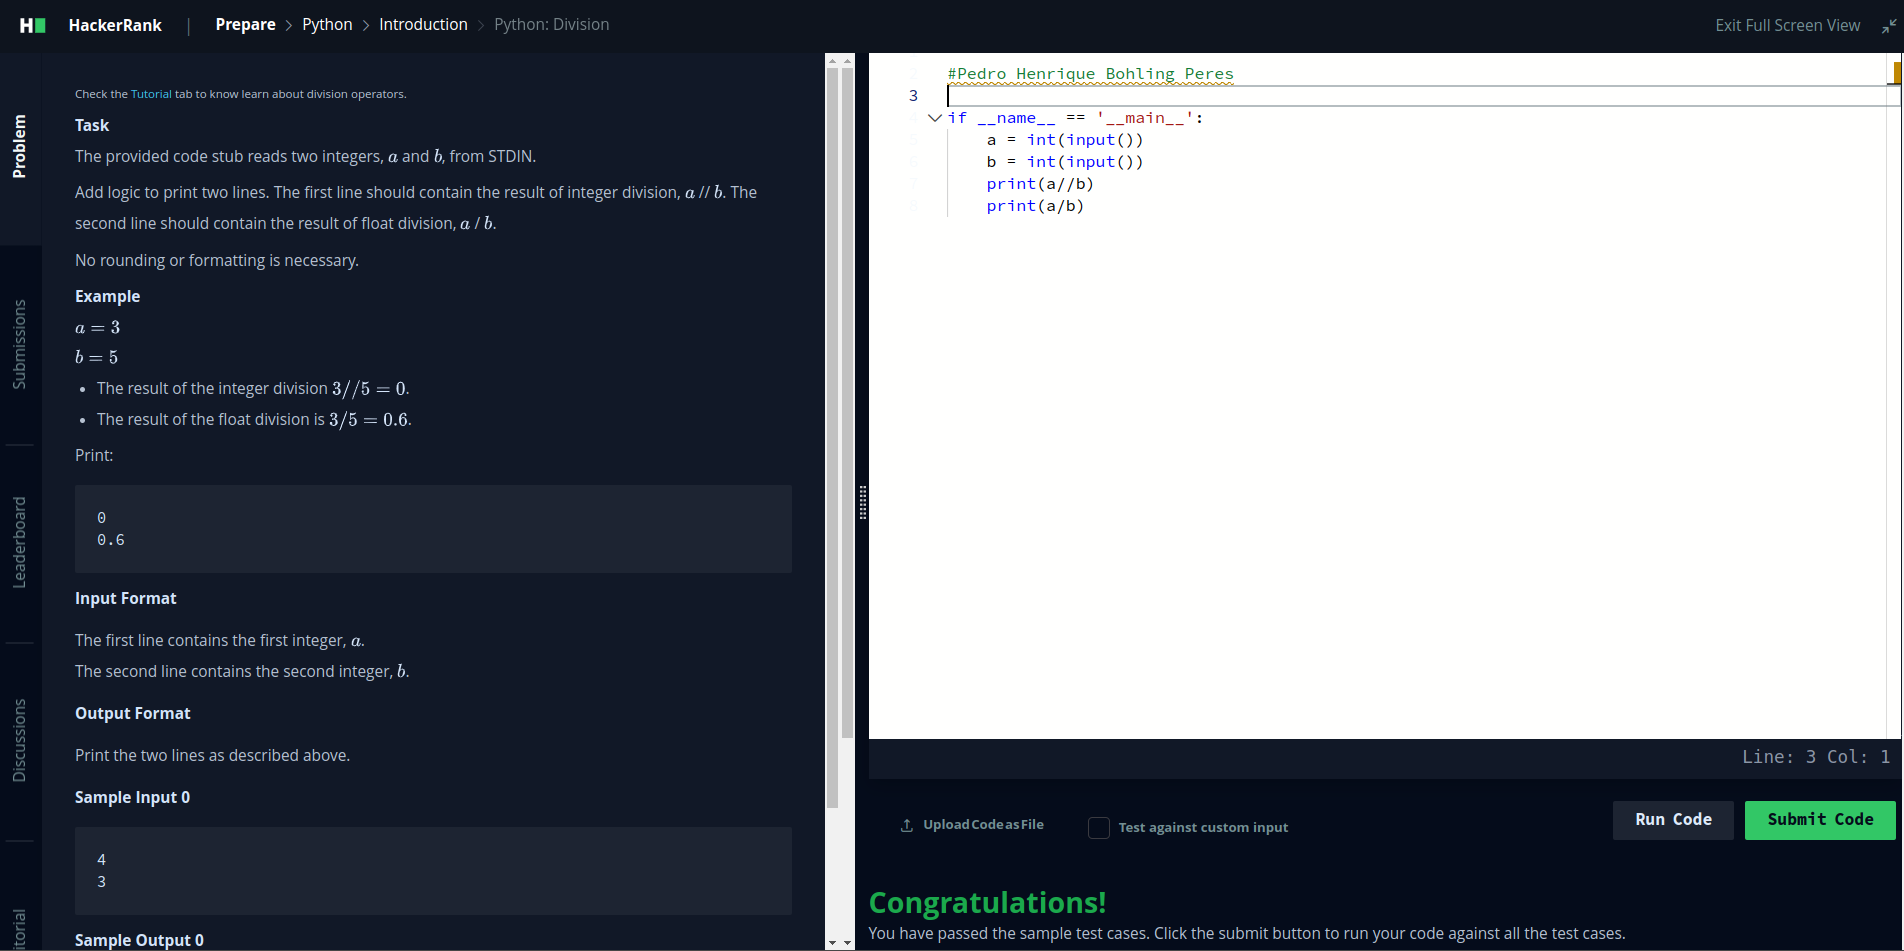 HackerRank | Prepare > Python > Introduction > Python: Division
Exit Full Screen View
Problem
Submissions
Leaderboard
Discussions
Check the Tutorial tab to know learn about division operators.
Task
The provided code stub reads two integers, a and b, from STDIN.
Add logic to print two lines. The first line should contain the result of integer division, a // b. The
second line should contain the result of float division, a / b.
No rounding or formatting is necessary.
Example
a = 3
b = 5
• The result of the integer division 3//5 = 0.
• The result of the float division is 3/5 = 0.6.
Print:
0
0.6
Input Format
The first line contains the first integer, a.
The second line contains the second integer, b.
Output Format
Print the two lines as described above.
Sample Input 0
4
3
Sample Output 0
#Pedro Henrique Bohling Peres
3
if __name__ == '__main__':
    a = int(input())
    b = int(input())
    print(a//b)
    print(a/b)
Line: 3 Col: 1
Upload Code as File
Test against custom input
Run Code
Submit Code
Congratulations!
You have passed the sample test cases. Click the submit button to run your code against all the test cases.